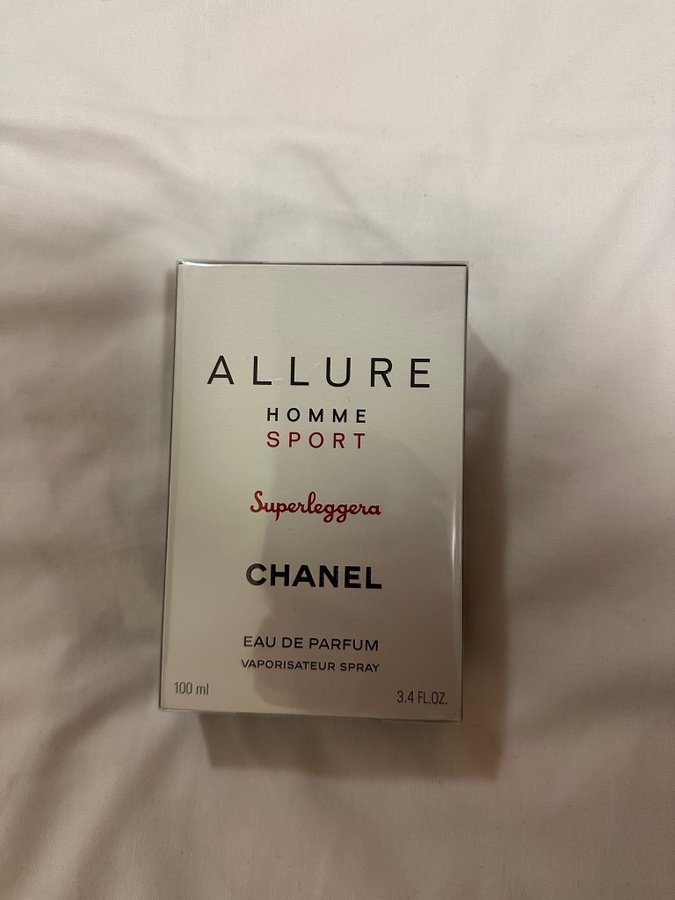 ALLURE
HOMME
SPORT
Superleggera
CHANEL
EAU DE PARFUM
VAPORISATEUR SPRAY
100 ml 3.4 FL.OZ.